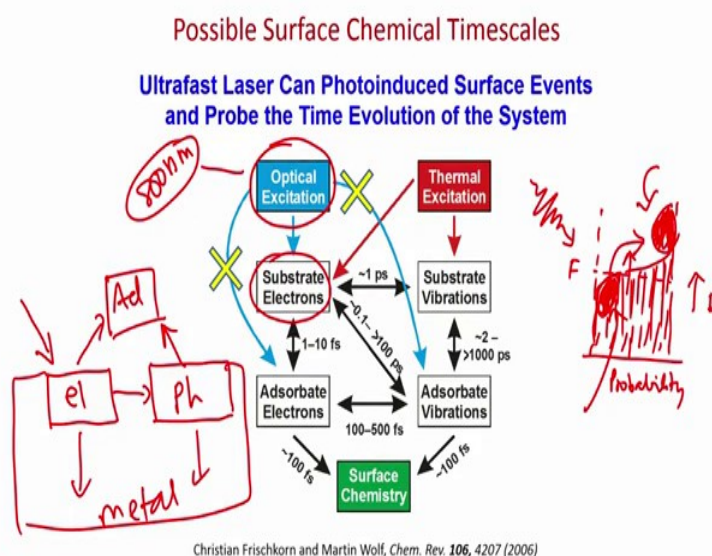 Possible Surface Chemical Timescales
Ultrafast Laser Can Photoinduced Surface Events
and Probe the Time Evolution of the System
800nm
Optical
Excitation
Thermal
Excitation
F
Substrate
Electrons
~1 ps
Substrate
Vibrations
Ad
1–10 fs
~0.1– >100 ps
~2 –
>1000 ps
el
Ph
Probability
Adsorbate
Electrons
100–500 fs
Adsorbate
Vibrations
metal
~100 fs
Surface
Chemistry
~100 fs
Christian Frischkorn and Martin Wolf, Chem. Rev. 106, 4207 (2006)